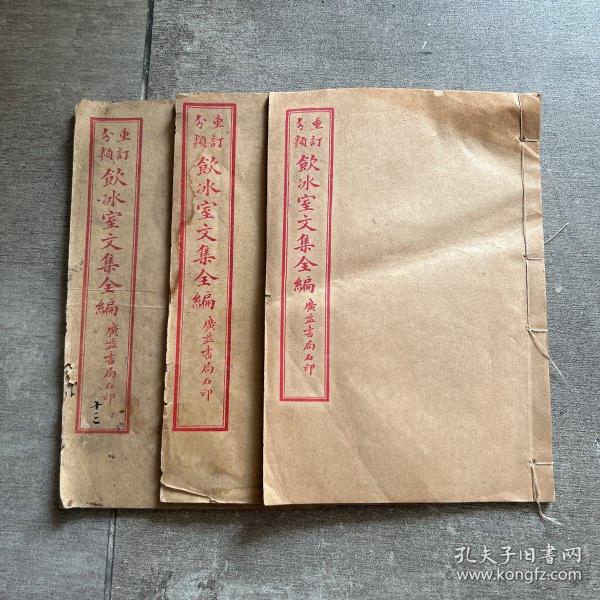 重訂
分類
飲冰室文集全編
廣益書局石印
重訂
分類
飲冰室文集全編
廣益書局石印
重訂
分類
飲冰室文集全編
廣益書局石印
十三
孔夫子旧书网
www.kongfz.com